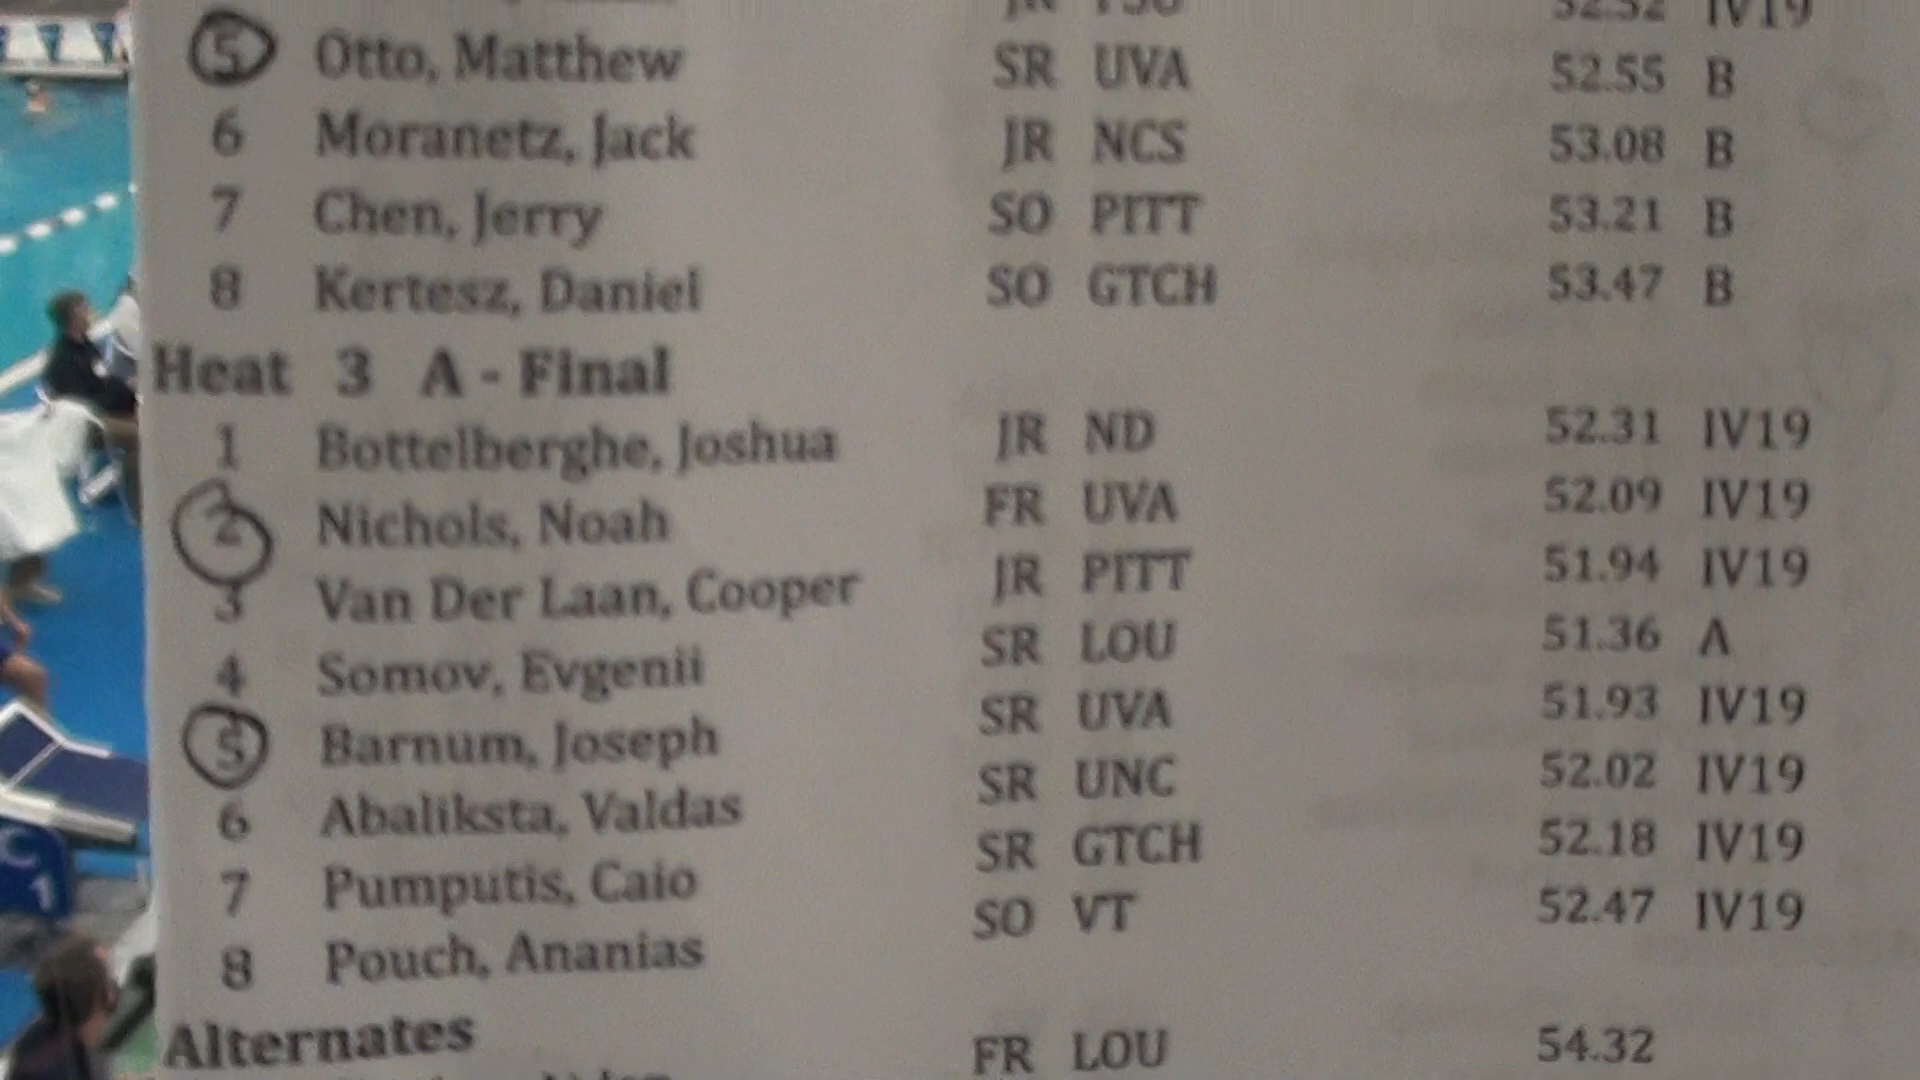 52.52 IV19
5 Otto, Matthew SR UVA 52.55 B
6 Moranetz, Jack JR NCS 53.08 B
7 Chen, Jerry SO PITT 53.21 B
8 Kertesz, Daniel SO GTCH 53.47 B
Heat 3 A - Final
1 Bottelberghe, Joshua JR ND 52.31 IV19
2 Nichols, Noah FR UVA 52.09 IV19
3 Van Der Laan, Cooper JR PITT 51.94 IV19
4 Somov, Evgenii SR LOU 51.36 A
5 Barnum, Joseph SR UVA 51.93 IV19
6 Abaliksta, Valdas SR UNC 52.02 IV19
7 Pumputis, Caio SR GTCH 52.18 IV19
8 Pouch, Ananias SO VT 52.47 IV19
Alternates
FR LOU 54.32
C
1